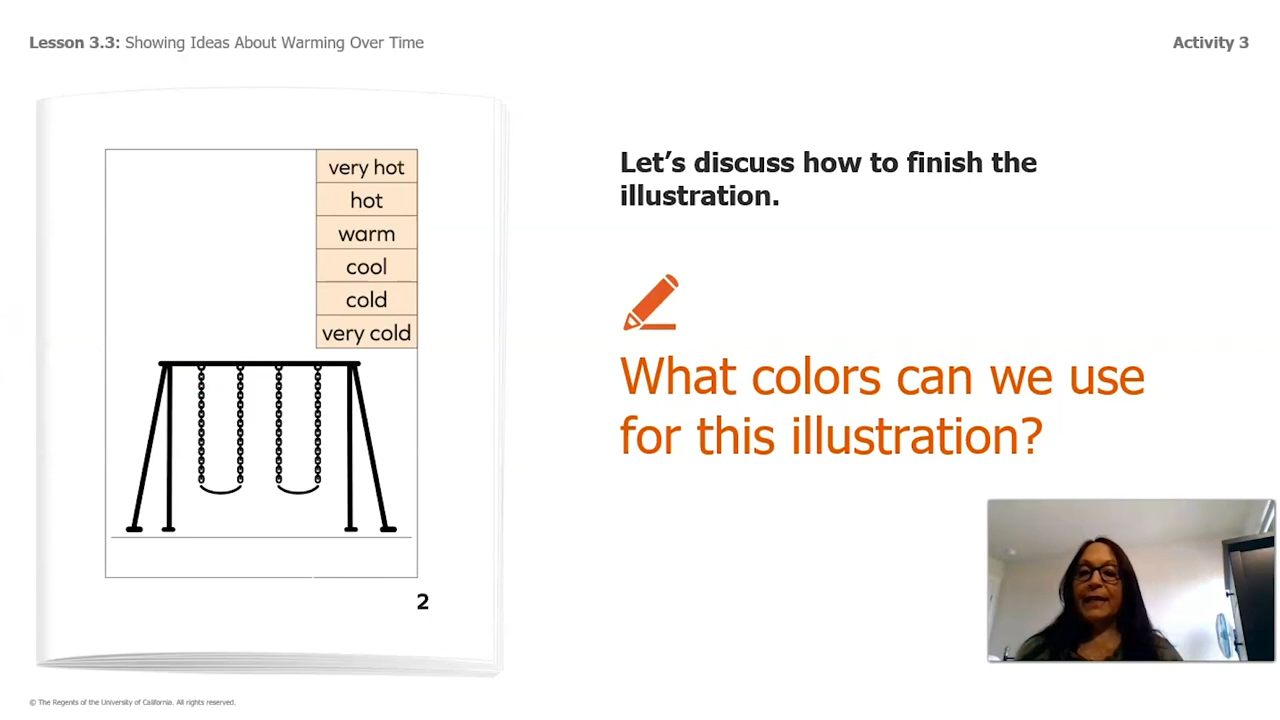 Lesson 3.3: Showing Ideas About Warming Over Time
Activity 3
very hot
hot
warm
cool
cold
very cold
2
Let’s discuss how to finish the
illustration.
What colors can we use
for this illustration?
© The Regents of the University of California. All rights reserved.